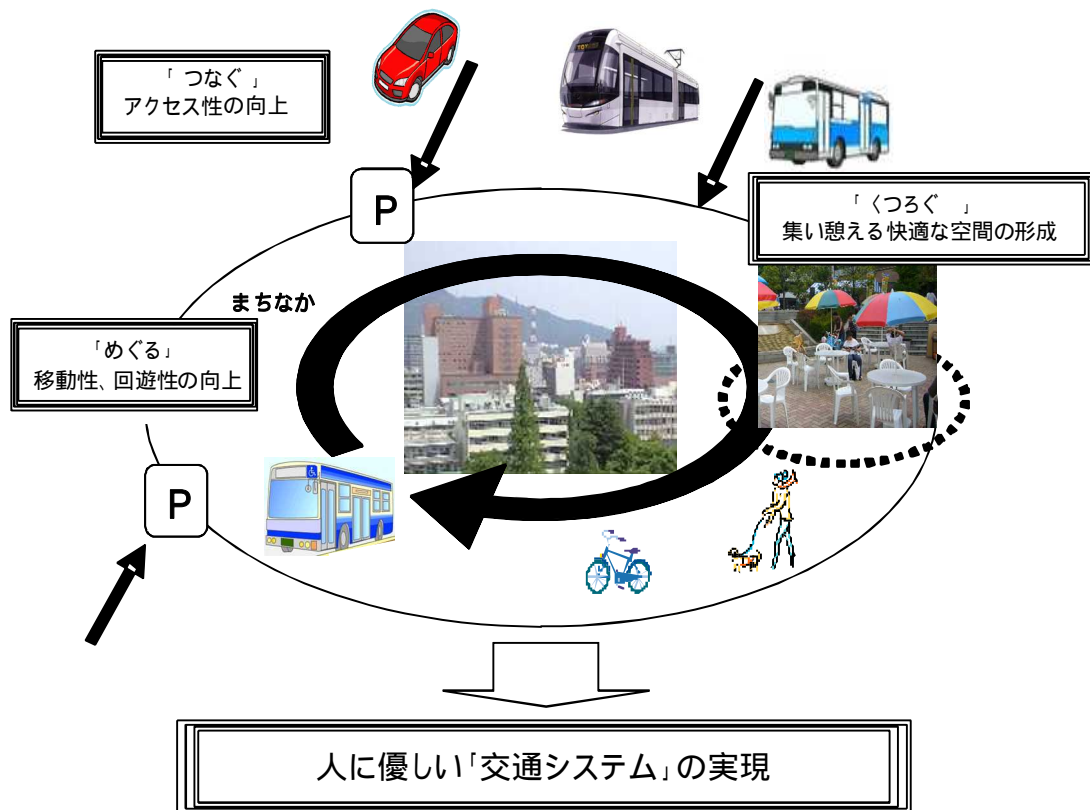 「 つなぐ 」
アクセス性の向上
P
「 くつろぐ 」
集い憩える快適な空間の形成
まちなか
「めぐる」
移動性、回遊性の向上
P
人に優しい「交通システム」の実現